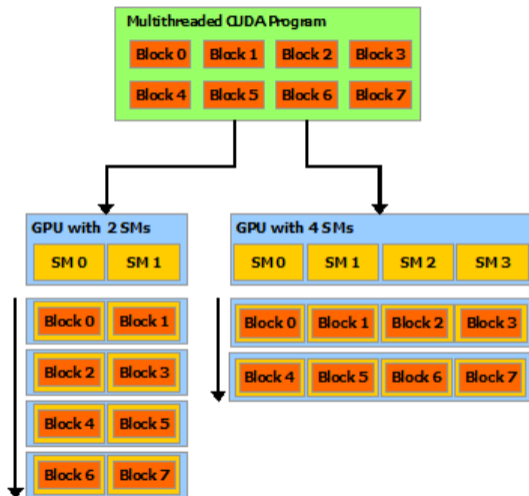 Multithreaded CUDA Program
Block 0 Block 1 Block 2 Block 3
Block 4 Block 5 Block 6 Block 7
GPU with 2 SMs
SM 0 SM 1
Block 0 Block 1
Block 2 Block 3
Block 4 Block 5
Block 6 Block 7
GPU with 4 SMs
SM 0 SM 1 SM 2 SM 3
Block 0 Block 1 Block 2 Block 3
Block 4 Block 5 Block 6 Block 7